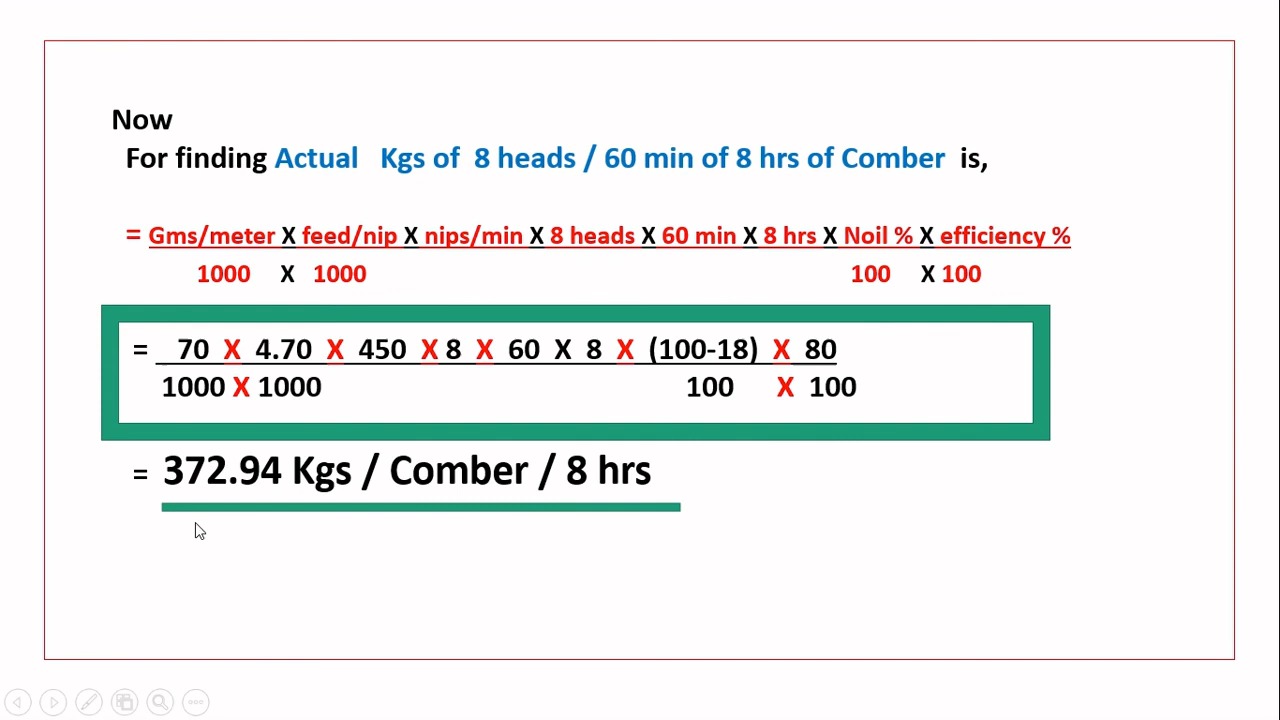 Now
For finding Actual Kgs of 8 heads / 60 min of 8 hrs of Comber is,
= Gms/meter X feed/nip X nips/min X 8 heads X 60 min X 8 hrs X Noil % X efficiency %
1000 X 1000 100 X 100
= 70 X 4.70 X 450 X 8 X 60 X 8 X (100-18) X 80
1000 X 1000 100 X 100
= 372.94 Kgs / Comber / 8 hrs